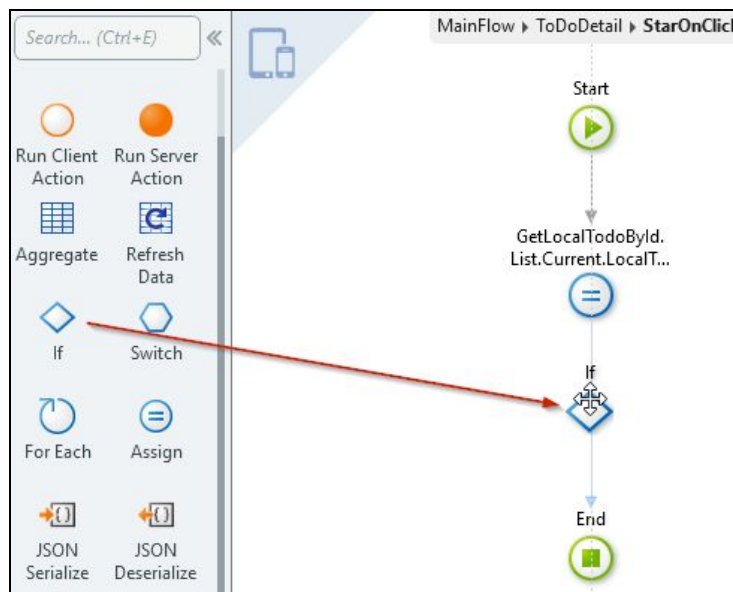 Search... (Ctrl+E)
MainFlow ToDoDetail
Start
Run Client Run Server
Action Action
Aggregate Refresh
Data
GetLocalTodoById.
List.Current.LocalT...
If Switch
If
For Each Assign
End
JSON JSON
Serialize Deserialize